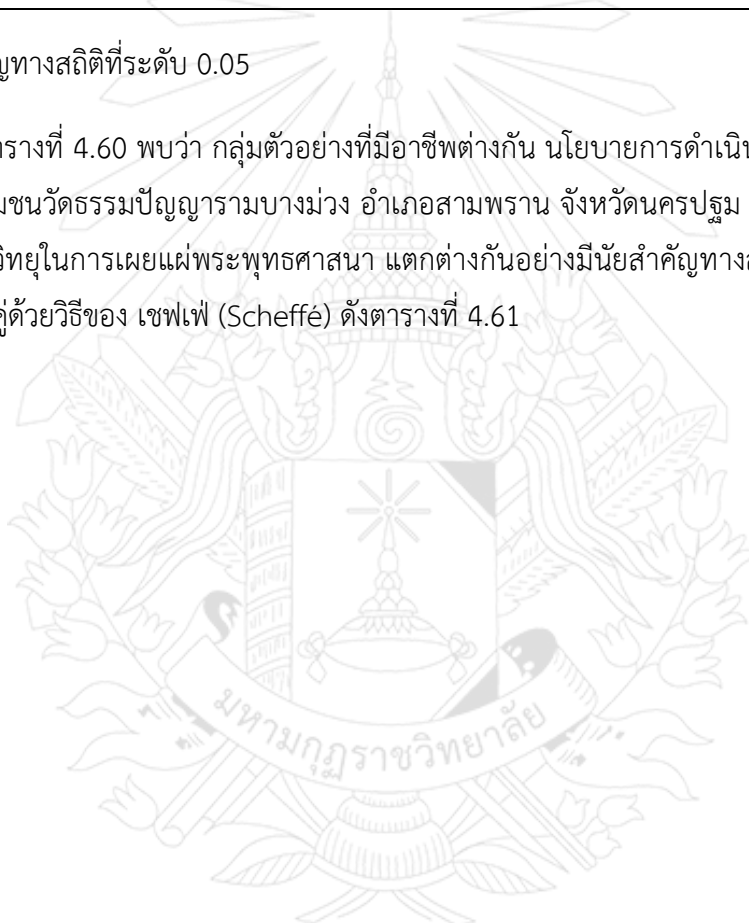 ญทางสถิติที่ระดับ 0.05
ารางที่ 4.60 พบว่า กลุ่มตัวอย่างที่มีอาชีพต่างกัน นโยบายการดำเนิน
มชนวัดธรรมปัญญารามบางม่วง อำเภอสามพราน จังหวัดนครปฐม
วิทยุในการเผยแผ่พระพุทธศาสนา แตกต่างกันอย่างมีนัยสำคัญทาง
คู่ด้วยวิธีของ เชฟเฟ่ (Scheffé) ดังตารางที่ 4.61
มหามกุฏราชวิทยาลัย